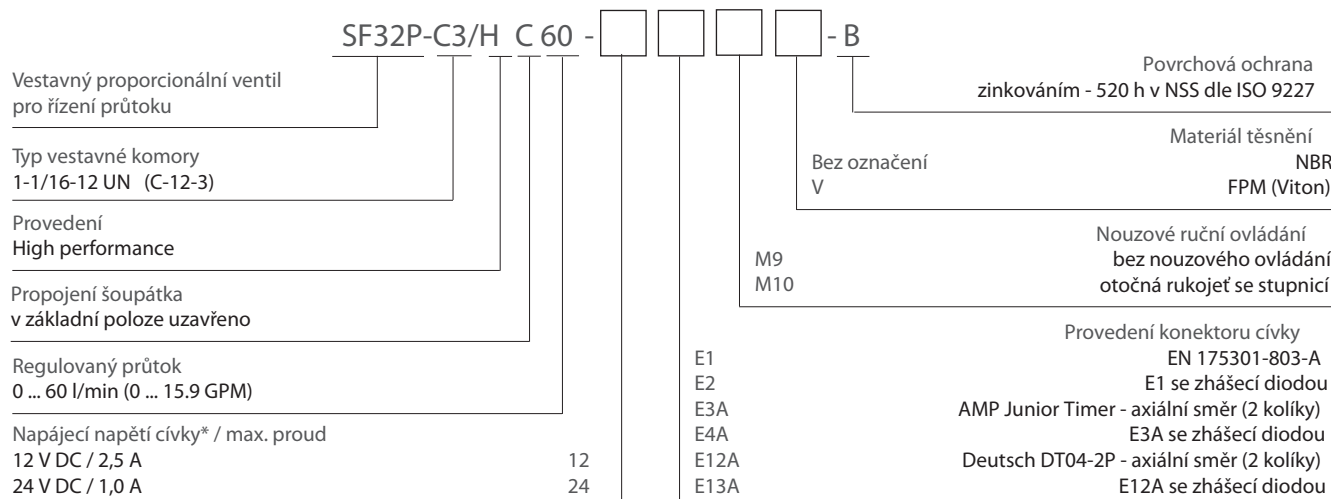 SF32P-C3/H C 60 - - B
Vestavný proporcionální ventil
pro řízení průtoku
Typ vestavné komory
1-1/16-12 UN (C-12-3)
Provedení
High performance
Propojení šoupátka
v základní poloze uzavřeno
Regulovaný průtok
0 ... 60 l/min (0 ... 15.9 GPM)
Napájecí napětí cívky* / max. proud
12 V DC / 2,5 A 12
24 V DC / 1,0 A 24
Povrchová ochrana
zinkováním - 520 h v NSS dle ISO 9227
Materiál těsnění
Bez označení NBR
V FPM (Viton)
Nouzové ruční ovládání
M9 bez nouzového ovládání
M10 otočná rukojeť se stupnicí
Provedení konektoru cívky
E1 EN 175301-803-A
E2 E1 se zhášecí diodou
E3A AMP Junior Timer - axiální směr (2 kolíky)
E4A E3A se zhášecí diodou
E12A Deutsch DT04-2P - axiální směr (2 kolíky)
E13A E12A se zhášecí diodou